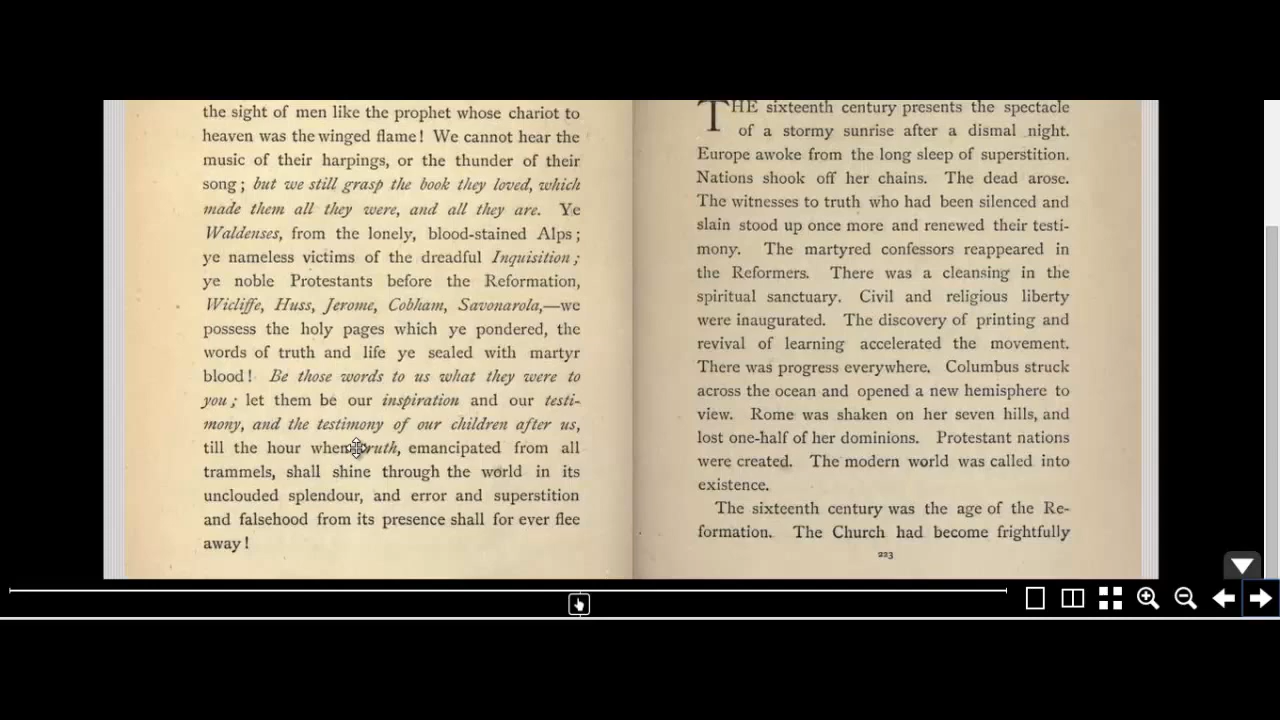 the sight of men like the prophet whose chariot to
heaven was the winged flame! We cannot hear the
music of their harpings, or the thunder of their
song; but we still grasp the book they loved, which
made them all they were, and all they are. Ye
Waldenses, from the lonely, blood-stained Alps;
ye nameless victims of the dreadful Inquisition;
ye noble Protestants before the Reformation,
Wicliffe, Huss, Jerome, Cobham, Savonarola,—we
possess the holy pages which ye pondered, the
words of truth and life ye sealed with martyr
blood! Be those words to us what they were to
you; let them be our inspiration and our testi-
mony, and the testimony of our children after us,
till the hour when truth, emancipated from all
trammels, shall shine through the world in its
unclouded splendour, and error and superstition
and falsehood from its presence shall for ever flee
away!
THE sixteenth century presents the spectacle
of a stormy sunrise after a dismal night.
Europe awoke from the long sleep of superstition.
Nations shook off her chains. The dead arose.
The witnesses to truth who had been silenced and
slain stood up once more and renewed their testi-
mony. The martyred confessors reappeared in
the Reformers. There was a cleansing in the
spiritual sanctuary. Civil and religious liberty
were inaugurated. The discovery of printing and
revival of learning accelerated the movement.
There was progress everywhere. Columbus struck
across the ocean and opened a new hemisphere to
view. Rome was shaken on her seven hills, and
lost one-half of her dominions. Protestant nations
were created. The modern world was called into
existence.
The sixteenth century was the age of the Re-
formation. The Church had become frightfully
223